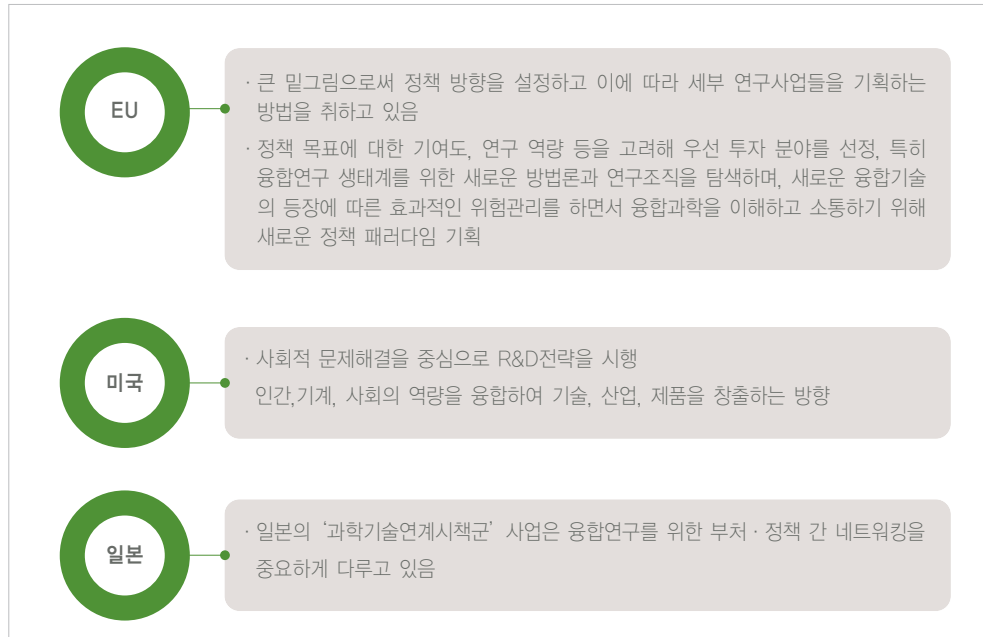 EU
· 큰 밑그림으로써 정책 방향을 설정하고 이에 따라 세부 연구사업들을 기획하는
방법을 취하고 있음
· 정책 목표에 대한 기여도, 연구 역량 등을 고려해 우선 투자 분야를 선정, 특히
융합연구 생태계를 위한 새로운 방법론과 연구조직을 탐색하며, 새로운 융합기술
의 등장에 따른 효과적인 위험관리를 하면서 융합과학을 이해하고 소통하기 위해
새로운 정책 패러다임 기획
미국
· 사회적 문제해결을 중심으로 R&D전략을 시행
인간,기계, 사회의 역량을 융합하여 기술, 산업, 제품을 창출하는 방향
일본
· 일본의 ‘과학기술연계시책군’ 사업은 융합연구를 위한 부처 · 정책 간 네트워킹을
중요하게 다루고 있음